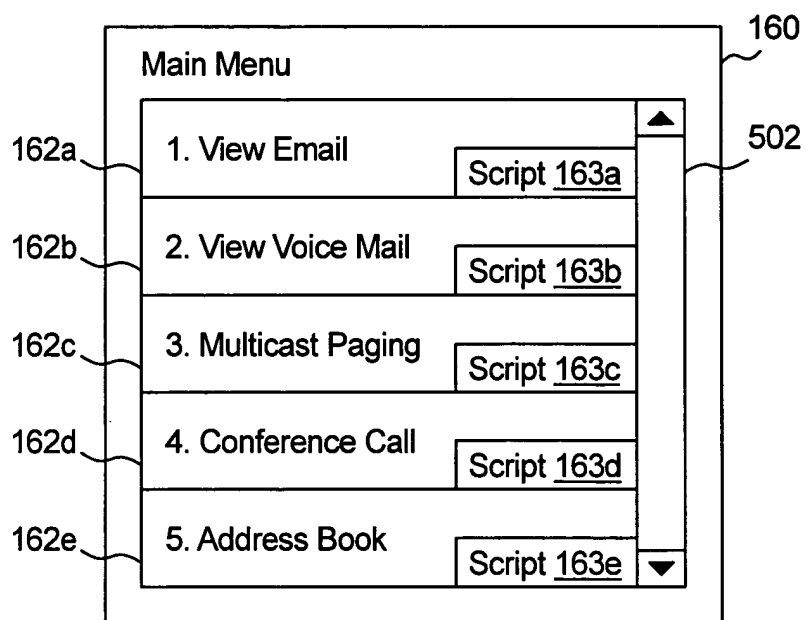 160
Main Menu
502
162a
1. View Email
Script 163a
162b
2. View Voice Mail
Script 163b
162c
3. Multicast Paging
Script 163c
162d
4. Conference Call
Script 163d
162e
5. Address Book
Script 163e